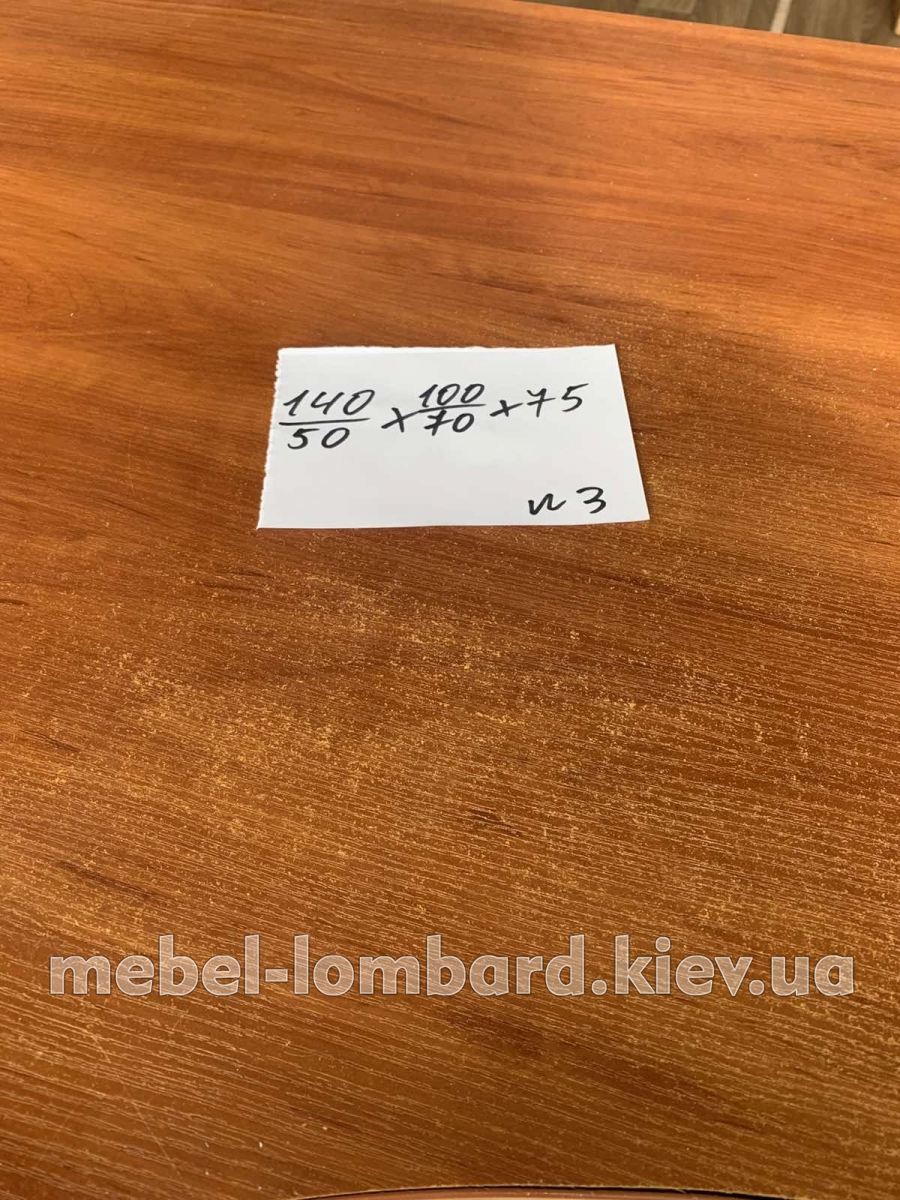 140/50 x 100/70 x 75
и 3
mebel-lombard.kiev.ua